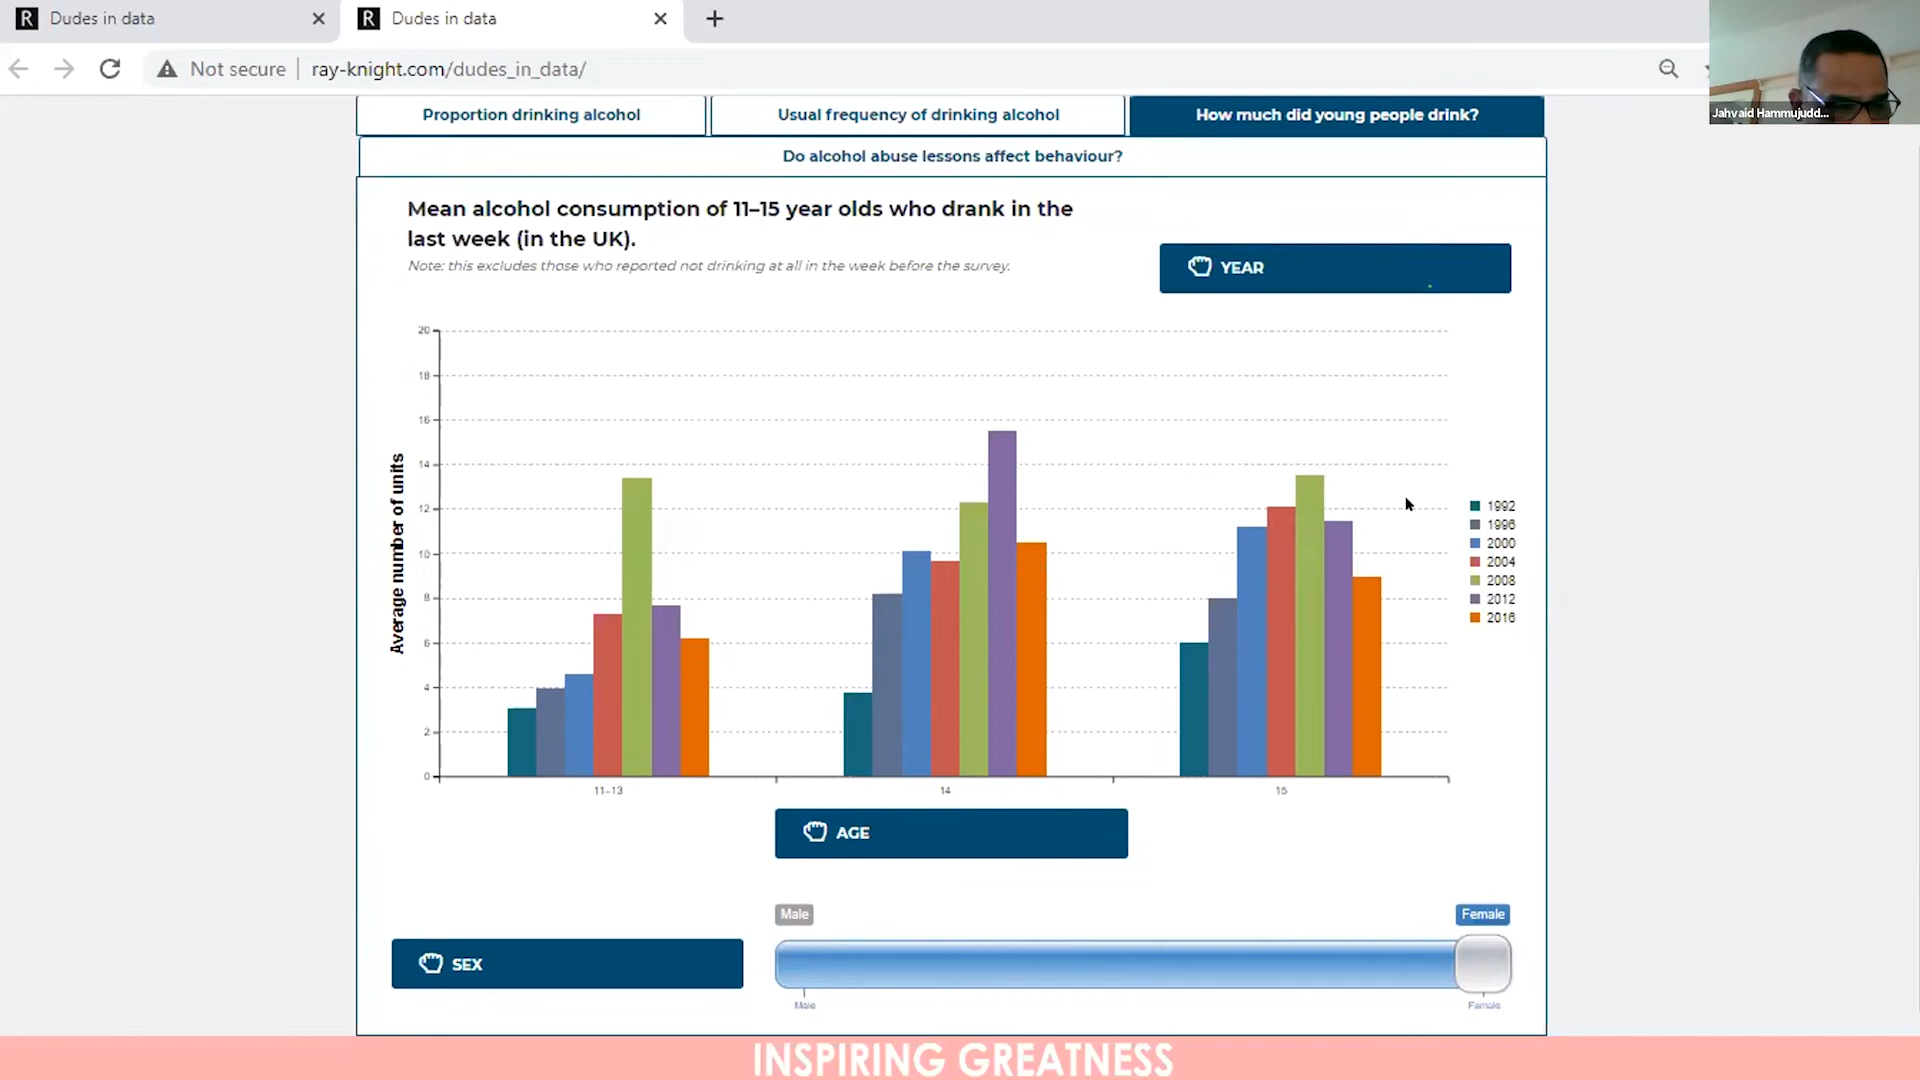 Dudes in data
Dudes in data
Not secure
ray-knight.com/dudes_in_data/
Jahvaid Hammujudd...
Proportion drinking alcohol
Usual frequency of drinking alcohol
How much did young people drink?
Do alcohol abuse lessons affect behaviour?
Mean alcohol consumption of 11–15 year olds who drank in the
last week (in the UK).
Note: this excludes those who reported not drinking at all in the week before the survey.
YEAR
Average number of units
20
18
16
14
12
10
8
6
4
2
0
11-13
14
15
1992
1996
2000
2004
2008
2012
2016
AGE
Male
Female
SEX
Male
Female
INSPIRING GREATNESS